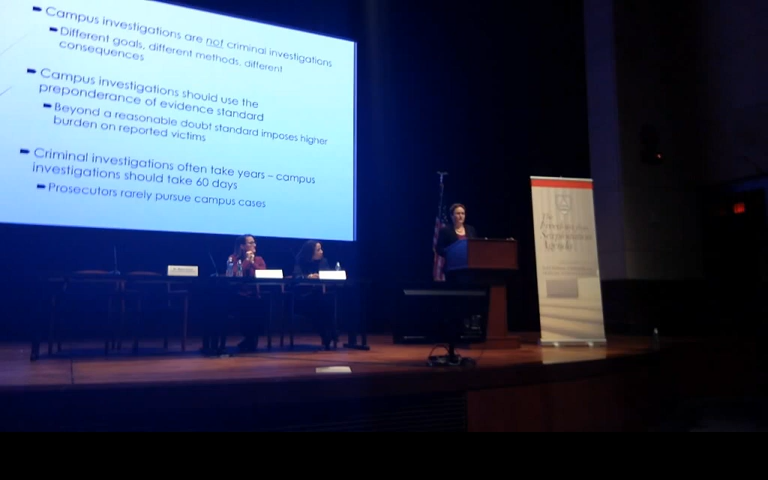 Campus investigations are not criminal investigations
Different goals, different methods, different
consequences
Campus investigations should use the
preponderance of evidence standard
Beyond a reasonable doubt standard imposes higher
burden on reported victims
Criminal investigations often take years – campus
investigations should take 60 days
Prosecutors rarely pursue campus cases